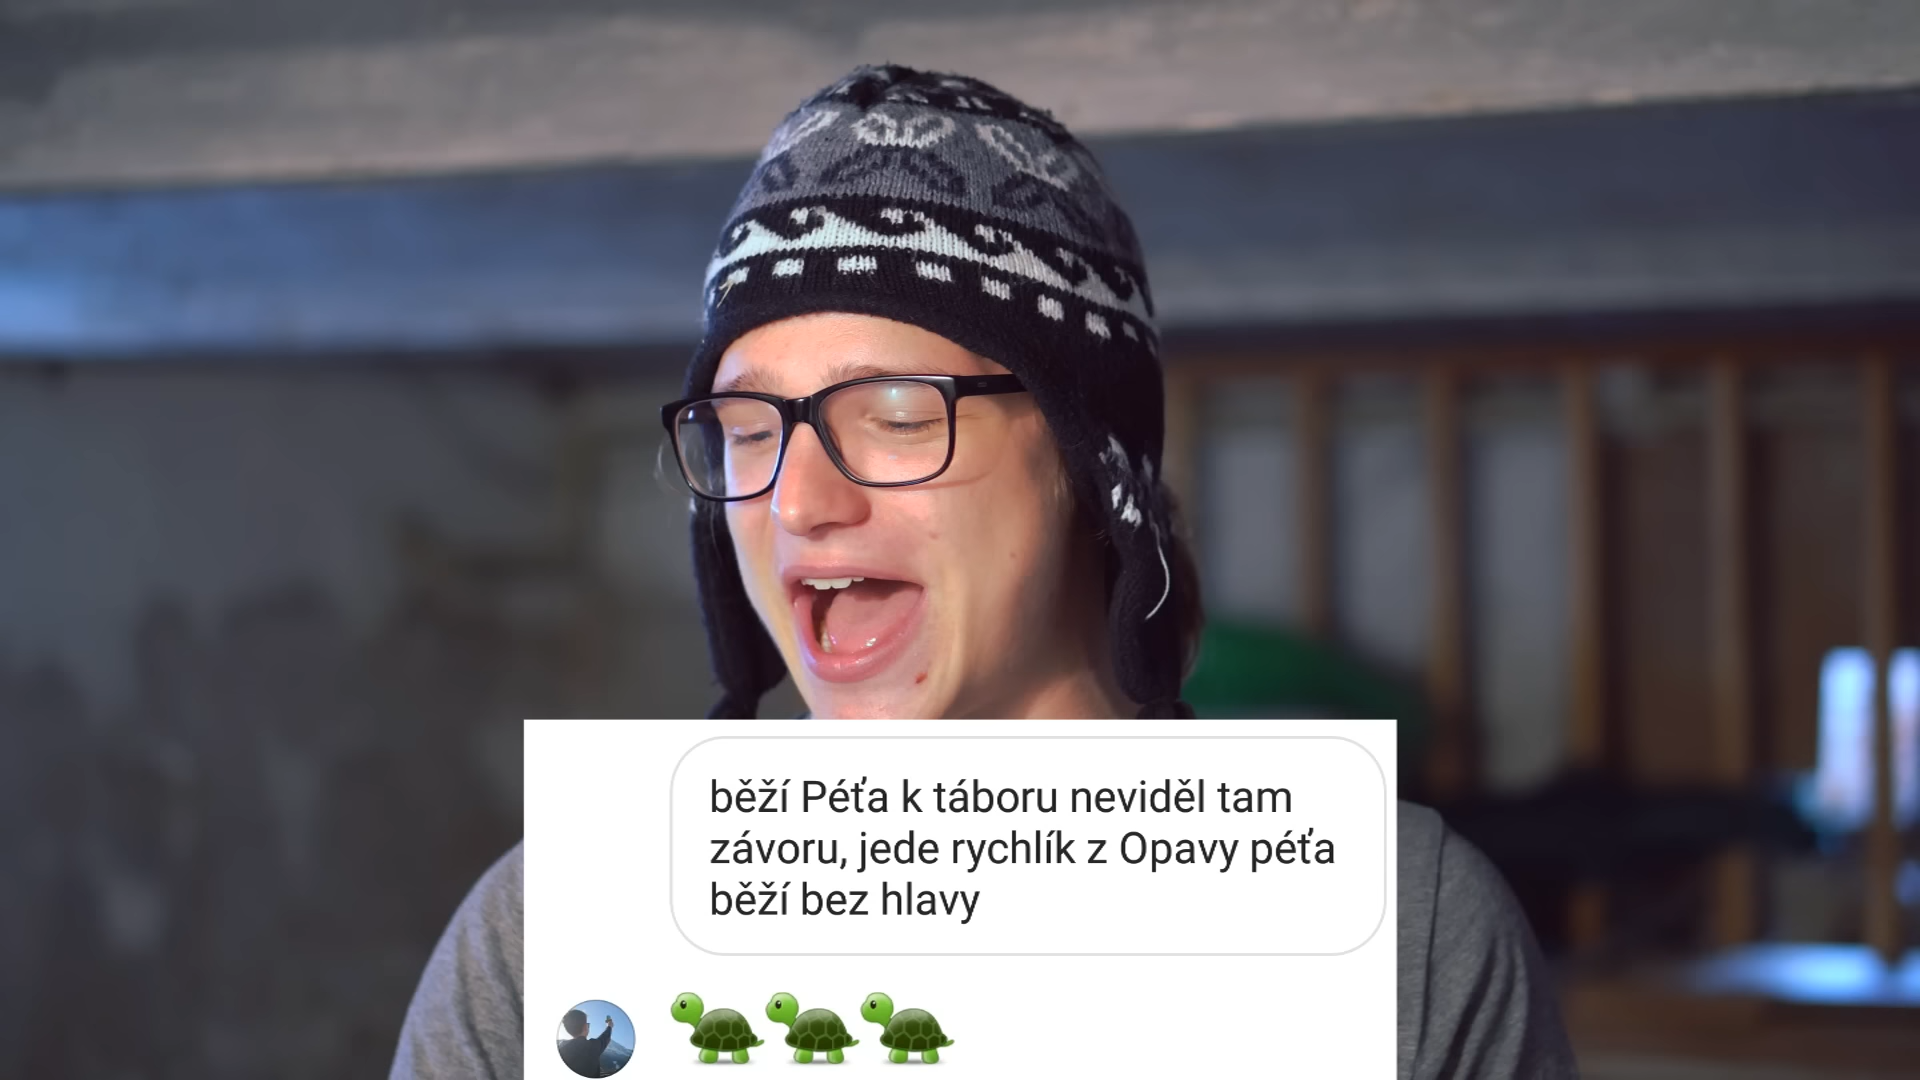 běží Péťa k táboru neviděl tam
závoru, jede rychlík z Opavy péťa
běží bez hlavy
🐢🐢🐢